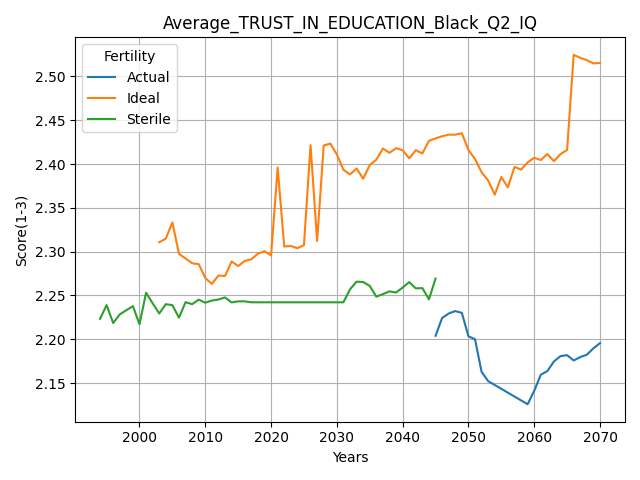 Average_TRUST_IN_EDUCATION_Black_Q2_IQ
Fertility
Actual
Ideal
Sterile
Score(1-3)
2.50
2.45
2.40
2.35
2.30
2.25
2.20
2.15
2000 2010 2020 2030 2040 2050 2060 2070
Years